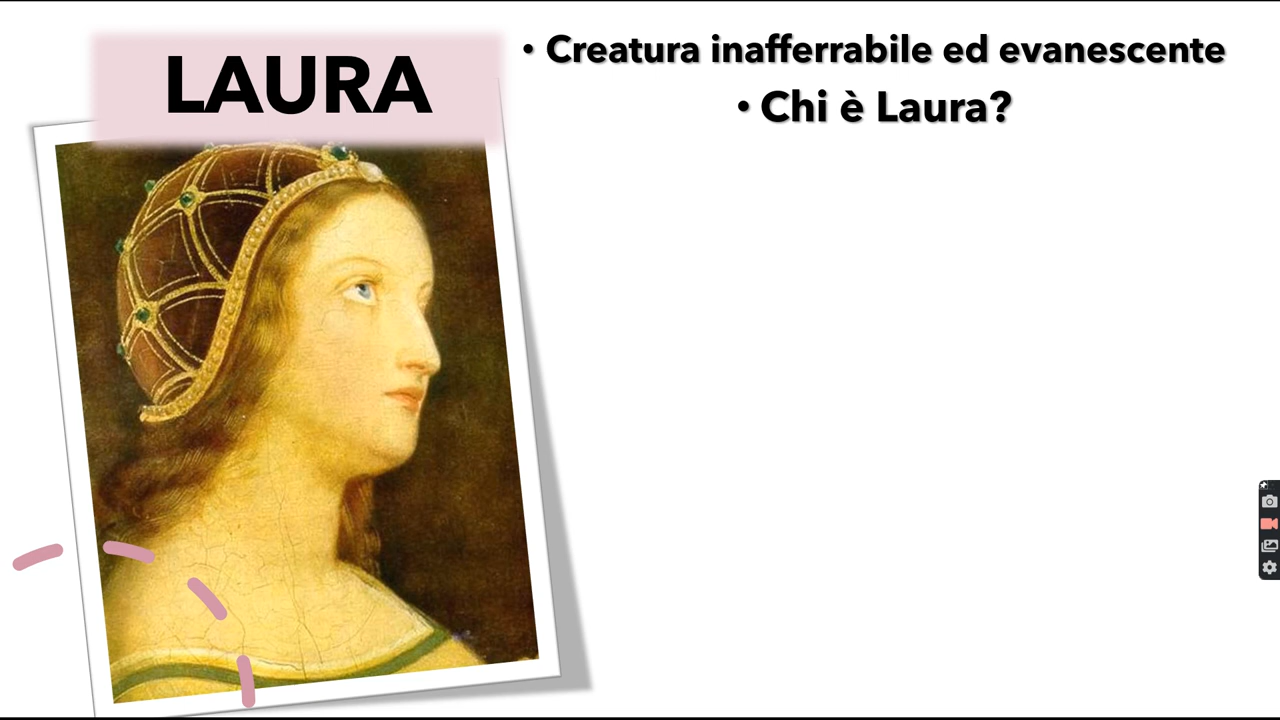 LAURA
• Creatura inafferrabile ed evanescente
• Chi è Laura?